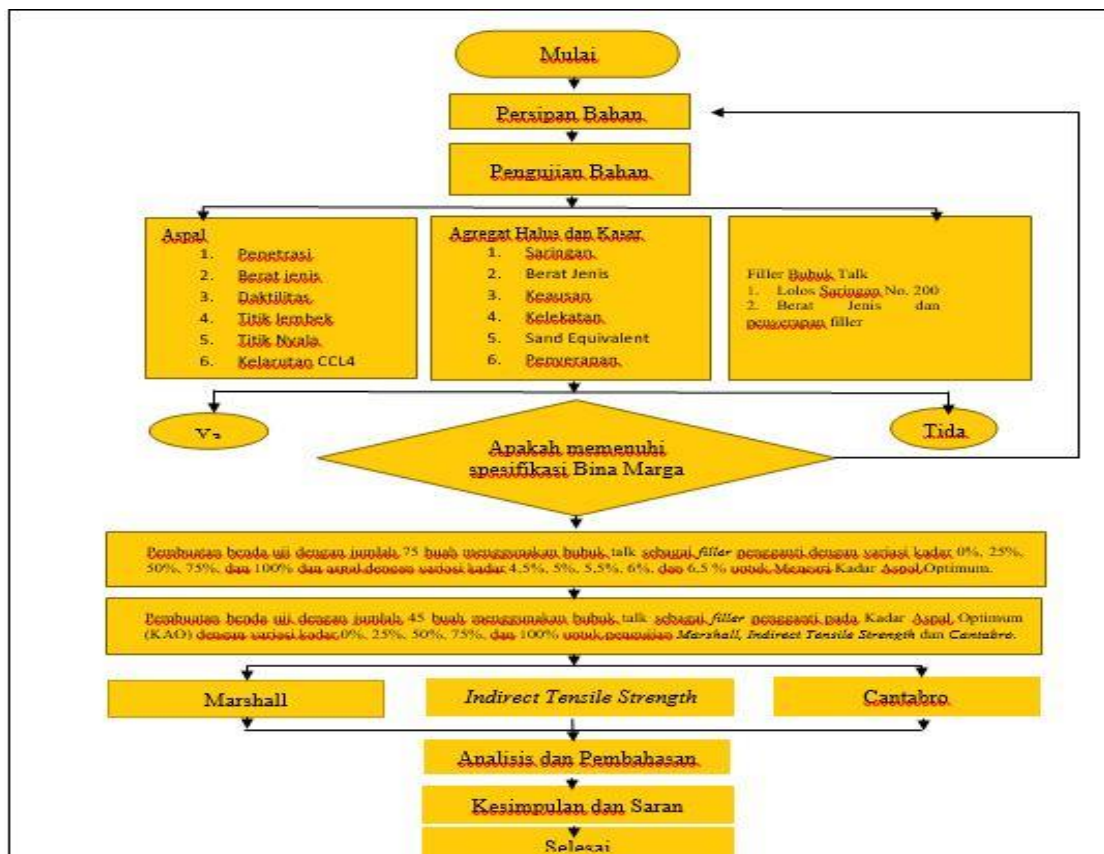 Mulai
Persipan Bahan
Pengujian Bahan
Aspal
1. Penetrasi
2. Berat jenis
3. Daktilitas
4. Titik lembek
5. Titik Nyala
6. Kelarutan CCL4
Agregat Halus dan Kasar
1. Saringan
2. Berat Jenis
3. Keausan
4. Kelekatan
5. Sand Equivalent
6. Penyerapan
Filler Bubuk Talk
1. Lolos Saringan No. 200
2. Berat Jenis dan
penyerapan filler
Ya
Tida
Apakah memenuhi
spesifikasi Bina Marga
Pembuatan benda uji dengan jumlah 75 buah menggunakan bubuk talk sebagai filler pengganti dengan variasi kadar 0%, 25%,
50%, 75%, dan 100% dan aspal dengan variasi kadar 4.5%, 5%, 5,5%, 6%, dan 6.5 % untuk Mencari Kadar Aspal Optimum.
Pembuatan benda uji dengan jumlah 45 buah menggunakan bubuk talk sebagai filler pengganti pada Kadar Aspal Optimum
(KAO) dengan variasi kadar 0%, 25%, 50%, 75%, dan 100% untuk pengujian Marshall, Indirect Tensile Strength dan Cantabro.
Marshall
Indirect Tensile Strength
Cantabro
Analisis dan Pembahasan
Kesimpulan dan Saran
Selesai